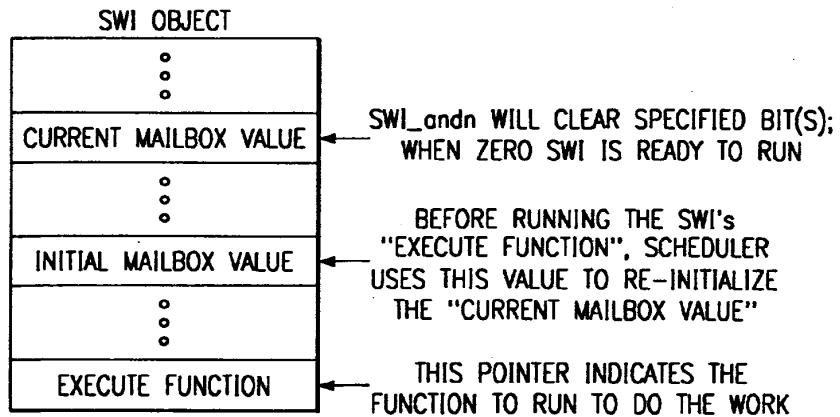 SWI OBJECT
CURRENT MAILBOX VALUE
SWI_andn WILL CLEAR SPECIFIED BIT(S);
WHEN ZERO SWI IS READY TO RUN
INITIAL MAILBOX VALUE
BEFORE RUNNING THE SWI's
"EXECUTE FUNCTION", SCHEDULER
USES THIS VALUE TO RE-INITIALIZE
THE "CURRENT MAILBOX VALUE"
EXECUTE FUNCTION
THIS POINTER INDICATES THE
FUNCTION TO RUN TO DO THE WORK